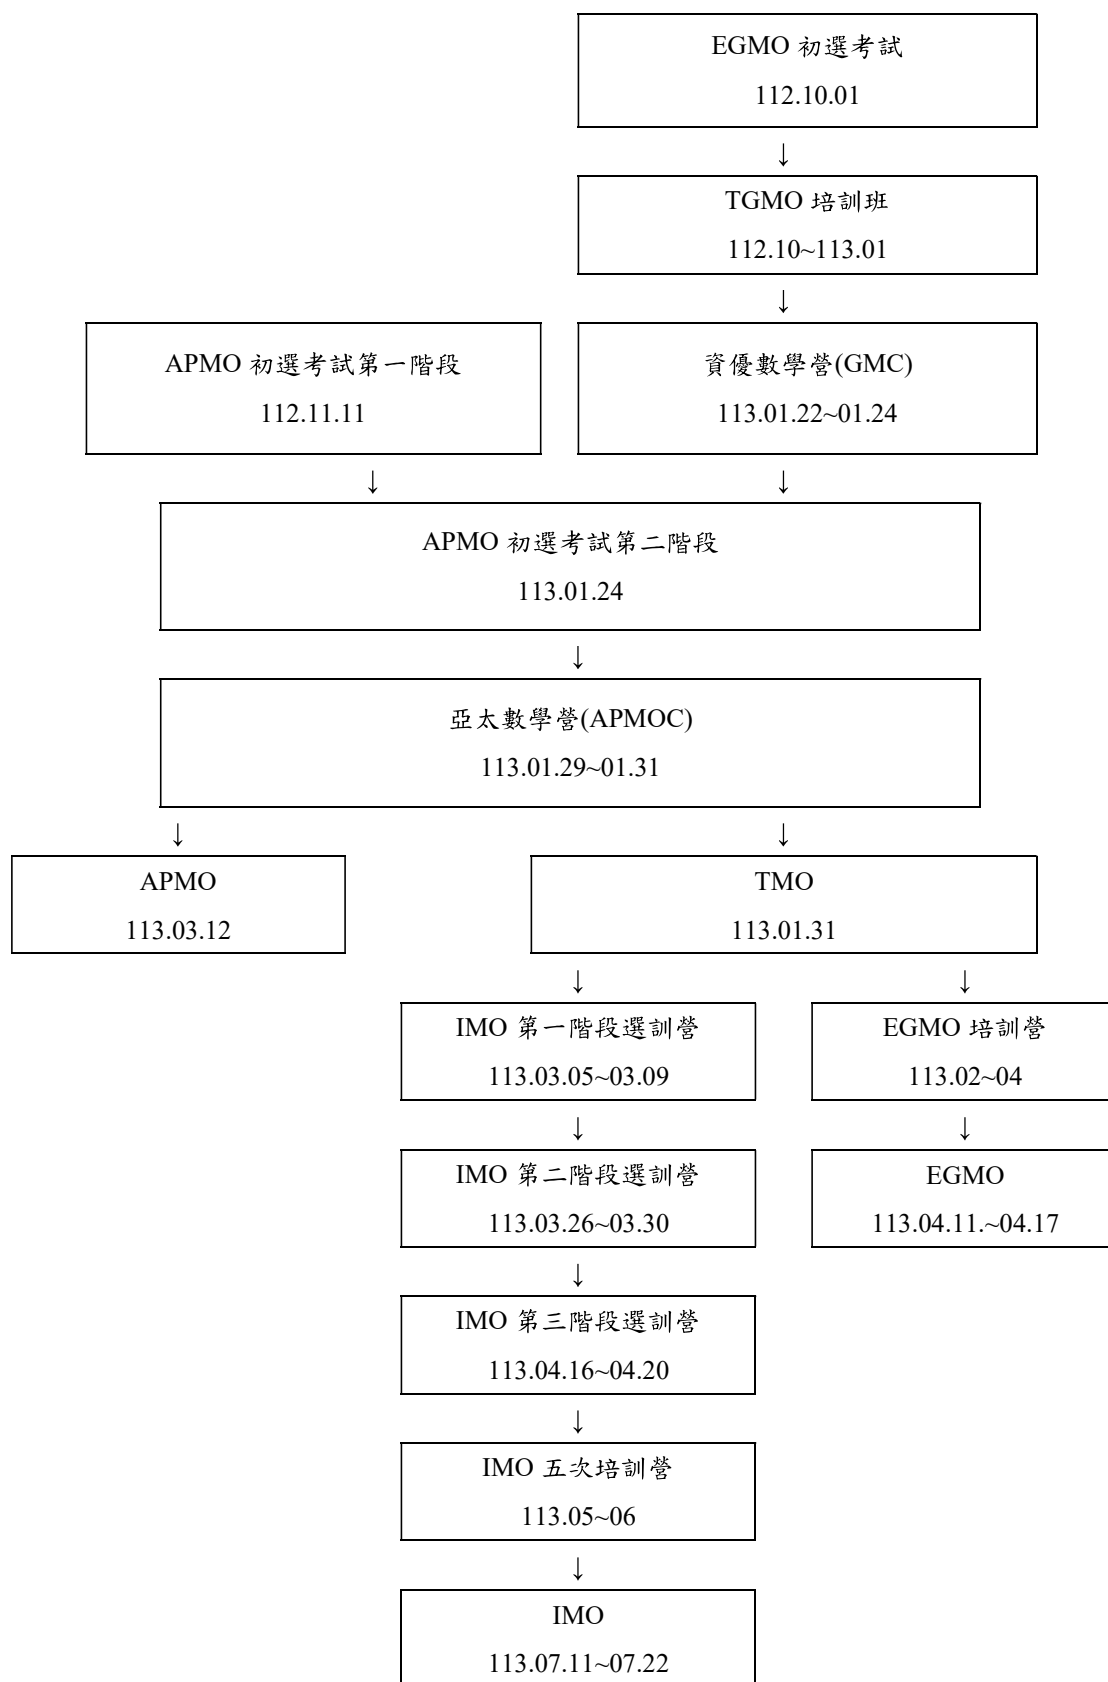 EGMO 初選考試
112.10.01
↓
TGMO 培訓班
112.10~113.01
↓
APMO 初選考試第一階段
112.11.11
資優數學營(GMC)
113.01.22~01.24
↓ ↓
APMO 初選考試第二階段
113.01.24
↓
亞太數學營(APMOC)
113.01.29~01.31
↓ ↓
APMO
113.03.12
TMO
113.01.31
↓ ↓
IMO 第一階段選訓營
113.03.05~03.09
EGMO 培訓營
113.02~04
↓ ↓
IMO 第二階段選訓營
113.03.26~03.30
EGMO
113.04.11.~04.17
↓
IMO 第三階段選訓營
113.04.16~04.20
↓
IMO 五次培訓營
113.05~06
↓
IMO
113.07.11~07.22